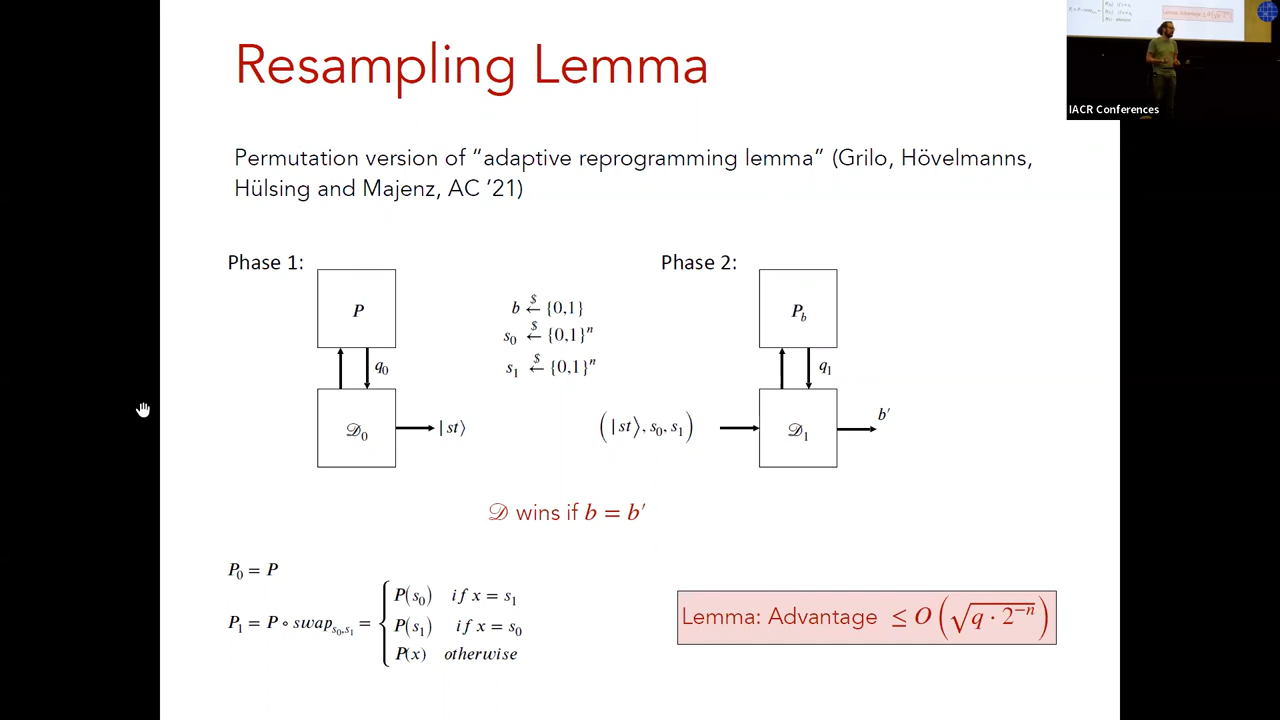 Resampling Lemma
IACR Conferences
Permutation version of “adaptive reprogramming lemma” (Grilo, Hövelmanns,
Hülsing and Majenz, AC ’21)
Phase 1:
P
q₀
𝒟₀
|st⟩
b ←$ {0,1}
s₀ ←$ {0,1}ⁿ
s₁ ←$ {0,1}ⁿ
Phase 2:
P_b
q₁
(|st⟩, s₀, s₁)
𝒟₁
b′
𝒟 wins if b = b′
P₀ = P
P₁ = P ∘ swap_{s₀,s₁} = {
P(s₀) if x = s₁
P(s₁) if x = s₀
P(x) otherwise
Lemma: Advantage ≤ O(√(q · 2⁻ⁿ))